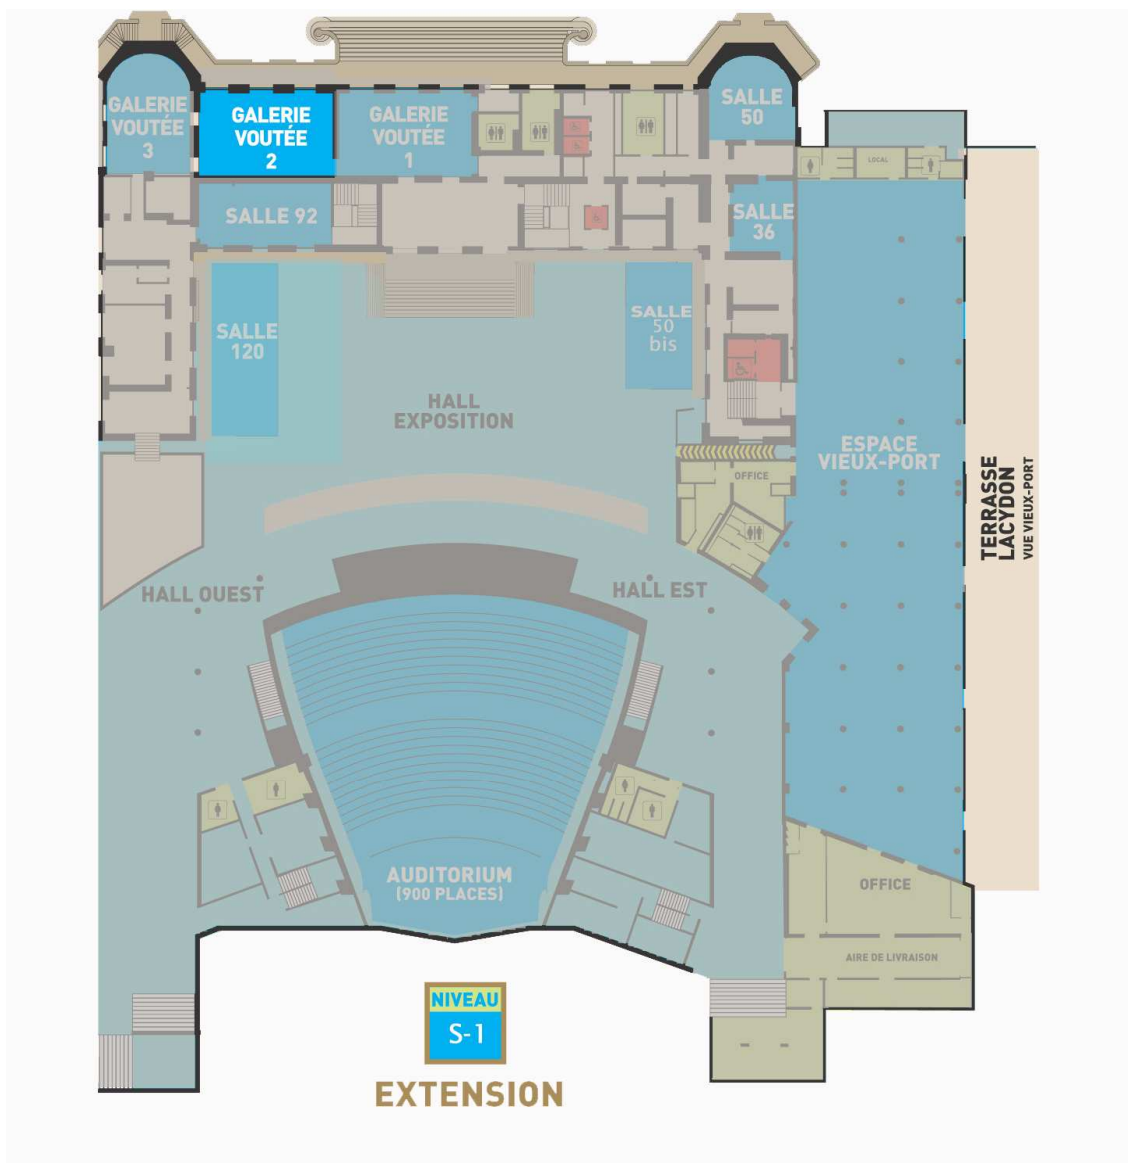 GALERIE
VOUTÉE
3
GALERIE
VOUTÉE
2
GALERIE
VOUTÉE
1
SALLE
50
LOCAL
SALLE 92
SALLE
36
SALLE
120
SALLE
50
bis
HALL
EXPOSITION
ESPACE
VIEUX-PORT
OFFICE
TERRASSE
LACYDON
VUE VIEUX-PORT
HALL OUEST
HALL EST
AUDITORIUM
(900 PLACES)
OFFICE
AIRE DE LIVRAISON
NIVEAU
S-1
EXTENSION